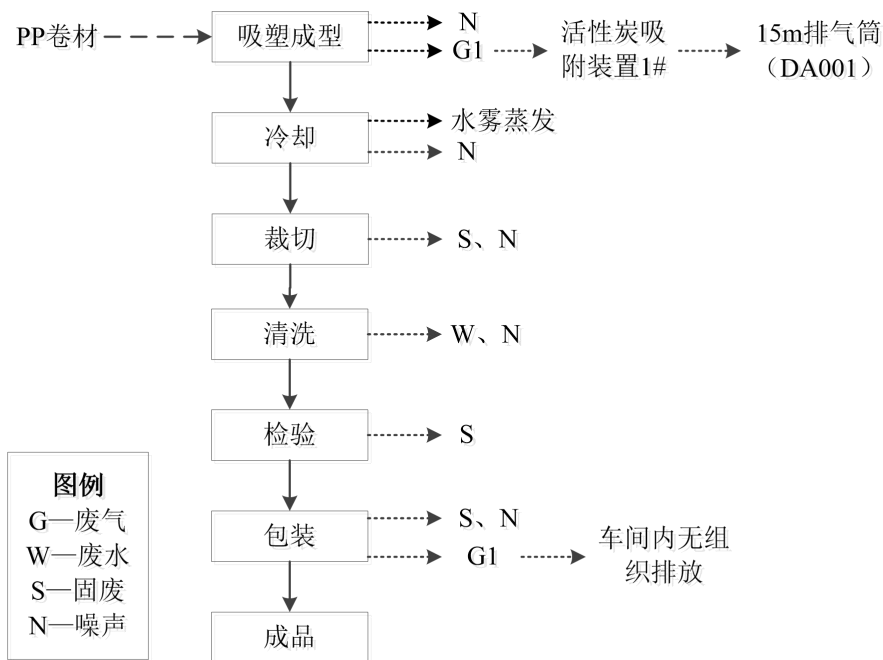 PP卷材
吸塑成型
N
G1
活性炭吸
附装置1#
15m排气筒
（DA001）
冷却
水雾蒸发
N
裁切
S、N
清洗
W、N
检验
S
包装
S、N
G1
车间内无组
织排放
成品
图例
G—废气
W—废水
S—固废
N—噪声